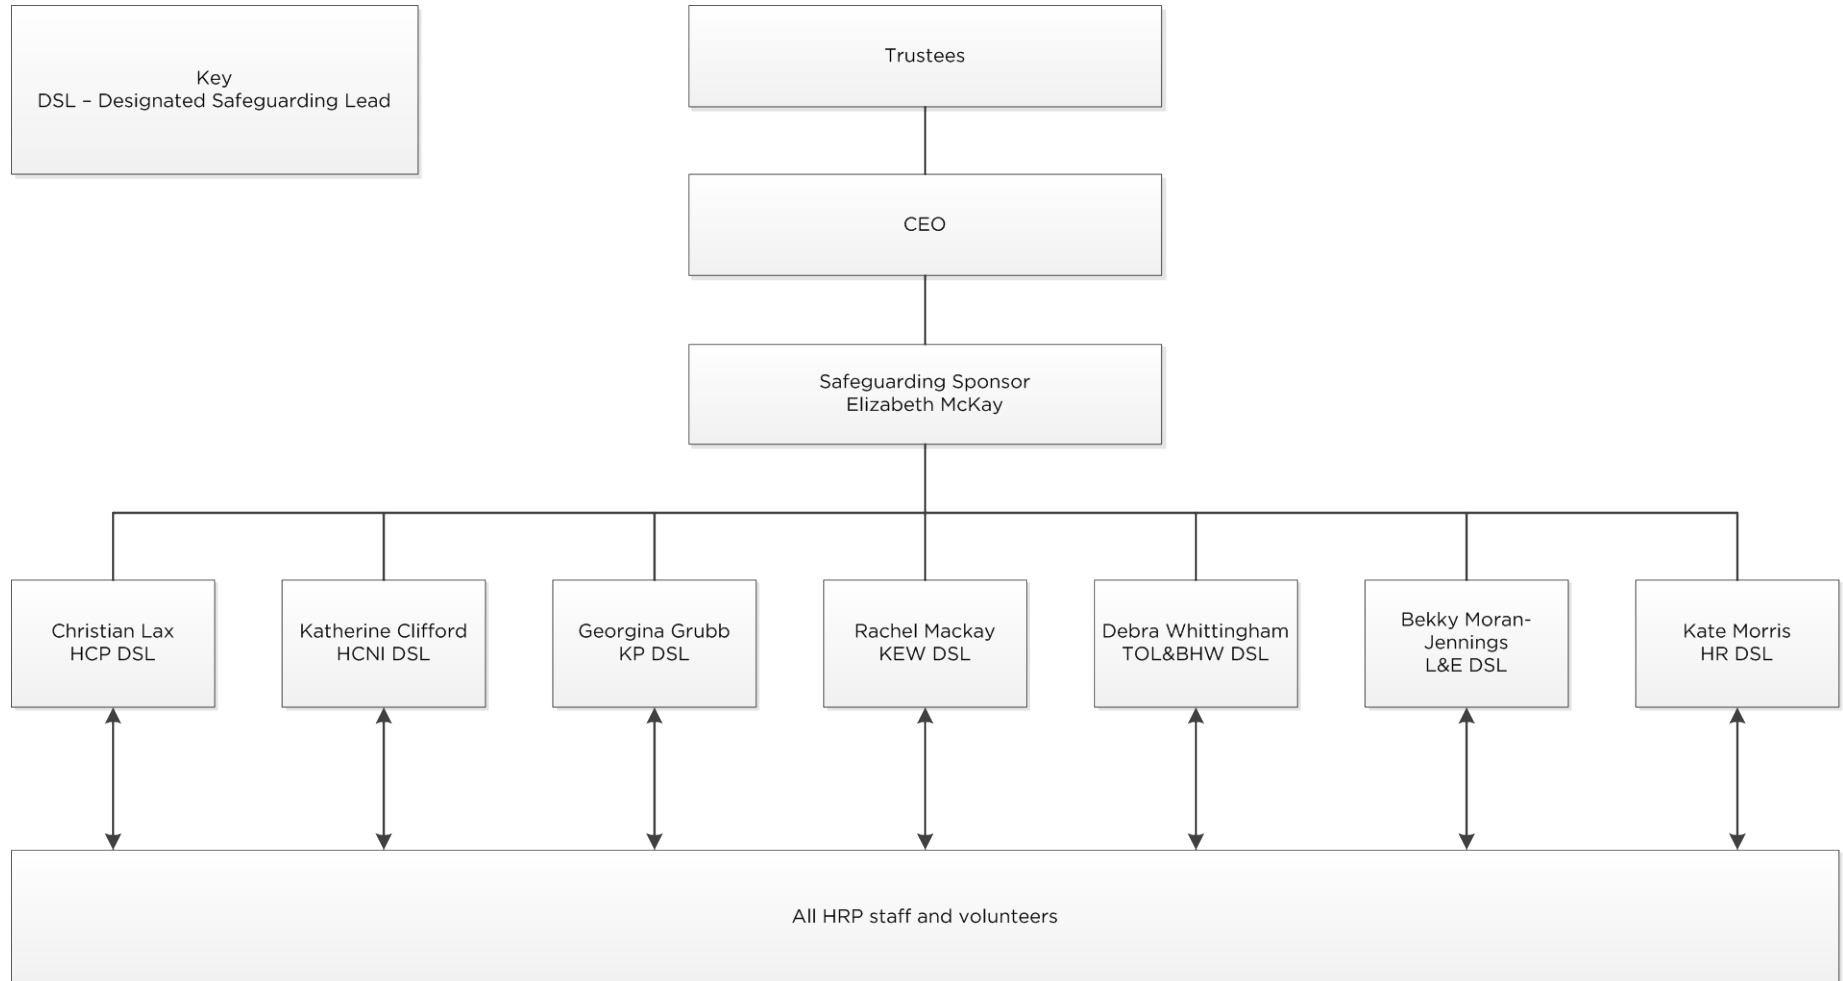 Key
DSL – Designated Safeguarding Lead
Trustees
CEO
Safeguarding Sponsor
Elizabeth McKay
Christian Lax
HCP DSL
Katherine Clifford
HCNI DSL
Georgina Grubb
KP DSL
Rachel Mackay
KEW DSL
Debra Whittingham
TOL&BHW DSL
Bekky Moran-
Jennings
L&E DSL
Kate Morris
HR DSL
All HRP staff and volunteers